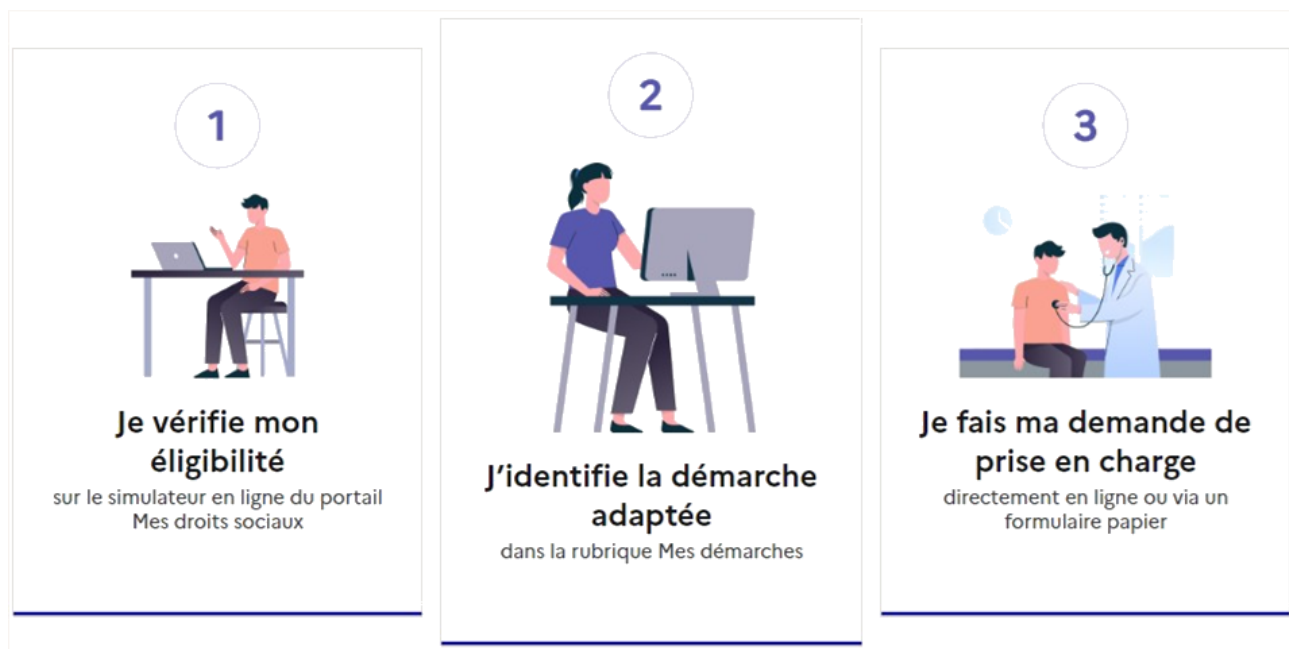 1
Je vérifie mon
éligibilité
sur le simulateur en ligne du portail
Mes droits sociaux
2
J’identifie la démarche
adaptée
dans la rubrique Mes démarches
3
Je fais ma demande de
prise en charge
directement en ligne ou via un
formulaire papier